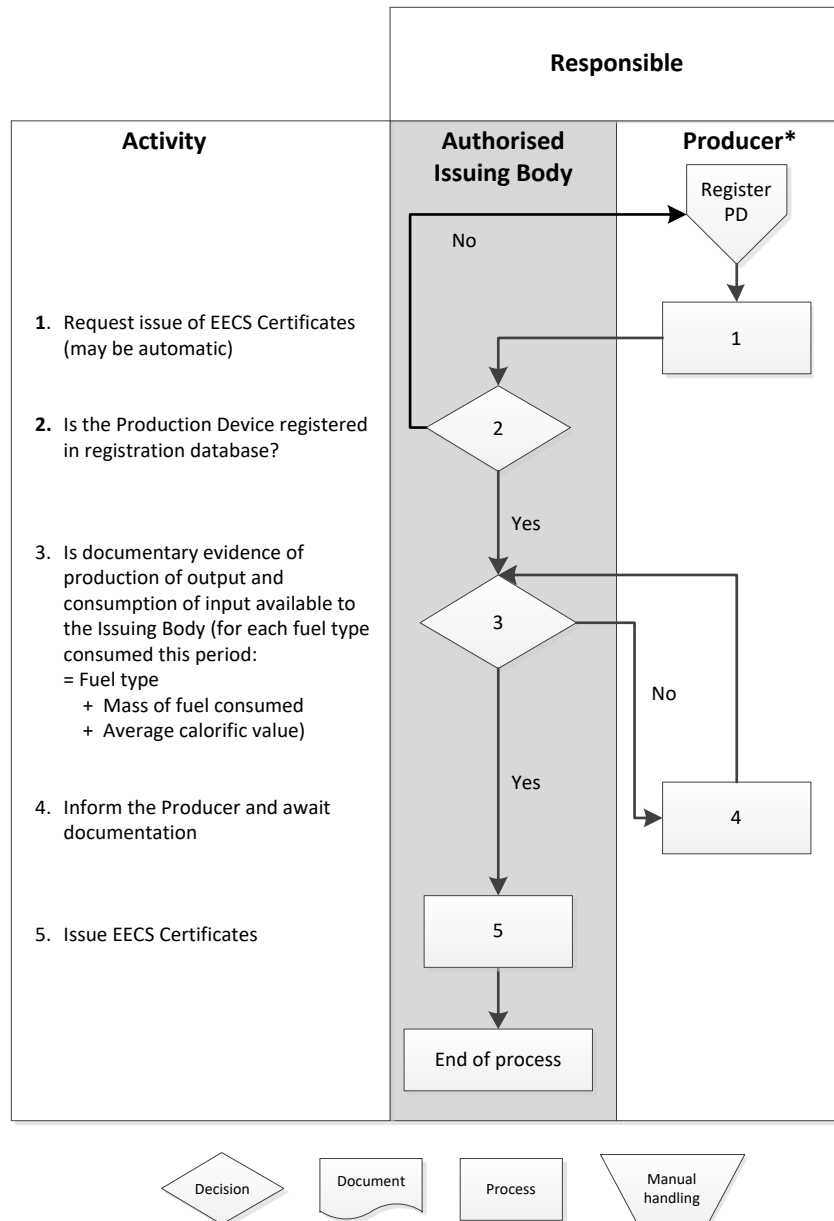 Responsible
Activity
Authorised
Issuing Body
Producer*
Register
PD
No
1. Request issue of EECS Certificates
(may be automatic)
1
2. Is the Production Device registered
in registration database?
2
Yes
3. Is documentary evidence of
production of output and
consumption of input available to
the Issuing Body (for each fuel type
consumed this period:
= Fuel type
+ Mass of fuel consumed
+ Average calorific value)
3
No
Yes
4. Inform the Producer and await
documentation
4
5. Issue EECS Certificates
5
End of process
Decision
Document
Process
Manual
handling